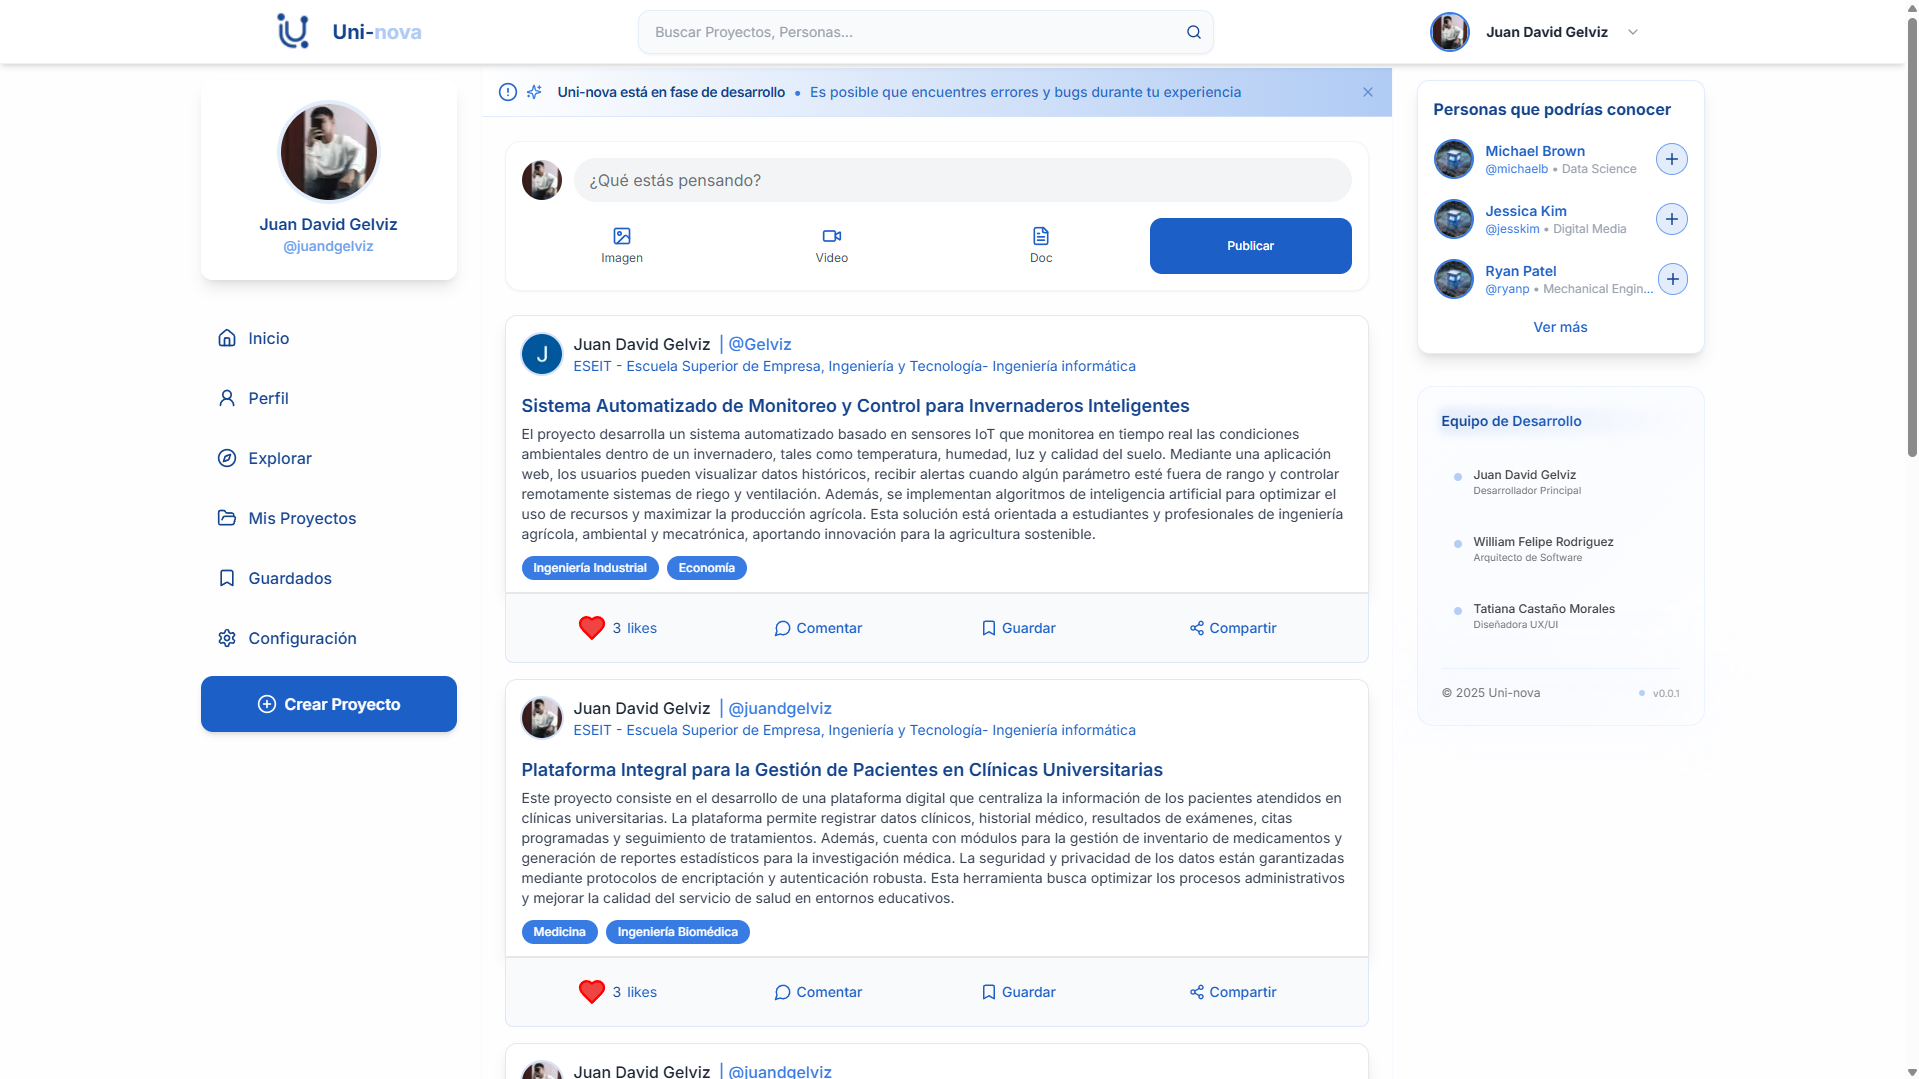 Uni-nova
Buscar Proyectos, Personas...
Juan David Gelviz
Juan David Gelviz
@juandgelviz
Inicio
Perfil
Explorar
Mis Proyectos
Guardados
Configuración
Crear Proyecto
Uni-nova está en fase de desarrollo • Es posible que encuentres errores y bugs durante tu experiencia
¿Qué estás pensando?
Imagen
Video
Doc
Publicar
J
Juan David Gelviz | @Gelviz
ESEIT - Escuela Superior de Empresa, Ingeniería y Tecnología- Ingeniería informática
Sistema Automatizado de Monitoreo y Control para Invernaderos Inteligentes
El proyecto desarrolla un sistema automatizado basado en sensores IoT que monitorea en tiempo real las condiciones
ambientales dentro de un invernadero, tales como temperatura, humedad, luz y calidad del suelo. Mediante una aplicación
web, los usuarios pueden visualizar datos históricos, recibir alertas cuando algún parámetro esté fuera de rango y controlar
remotamente sistemas de riego y ventilación. Además, se implementan algoritmos de inteligencia artificial para optimizar el
uso de recursos y maximizar la producción agrícola. Esta solución está orientada a estudiantes y profesionales de ingeniería
agrícola, ambiental y mecatrónica, aportando innovación para la agricultura sostenible.
Ingeniería Industrial
Economía
3 likes
Comentar
Guardar
Compartir
Juan David Gelviz | @juandgelviz
ESEIT - Escuela Superior de Empresa, Ingeniería y Tecnología- Ingeniería informática
Plataforma Integral para la Gestión de Pacientes en Clínicas Universitarias
Este proyecto consiste en el desarrollo de una plataforma digital que centraliza la información de los pacientes atendidos en
clínicas universitarias. La plataforma permite registrar datos clínicos, historial médico, resultados de exámenes, citas
programadas y seguimiento de tratamientos. Además, cuenta con módulos para la gestión de inventario de medicamentos y
generación de reportes estadísticos para la investigación médica. La seguridad y privacidad de los datos están garantizadas
mediante protocolos de encriptación y autenticación robusta. Esta herramienta busca optimizar los procesos administrativos
y mejorar la calidad del servicio de salud en entornos educativos.
Medicina
Ingeniería Biomédica
3 likes
Comentar
Guardar
Compartir
Juan David Gelviz | @juandgelviz
Personas que podrías conocer
Michael Brown
@michaelb • Data Science
Jessica Kim
@jesskim • Digital Media
Ryan Patel
@ryanp • Mechanical Engin...
Ver más
Equipo de Desarrollo
Juan David Gelviz
Desarrollador Principal
William Felipe Rodriguez
Arquitecto de Software
Tatiana Castaño Morales
Diseñadora UX/UI
© 2025 Uni-nova
v0.0.1